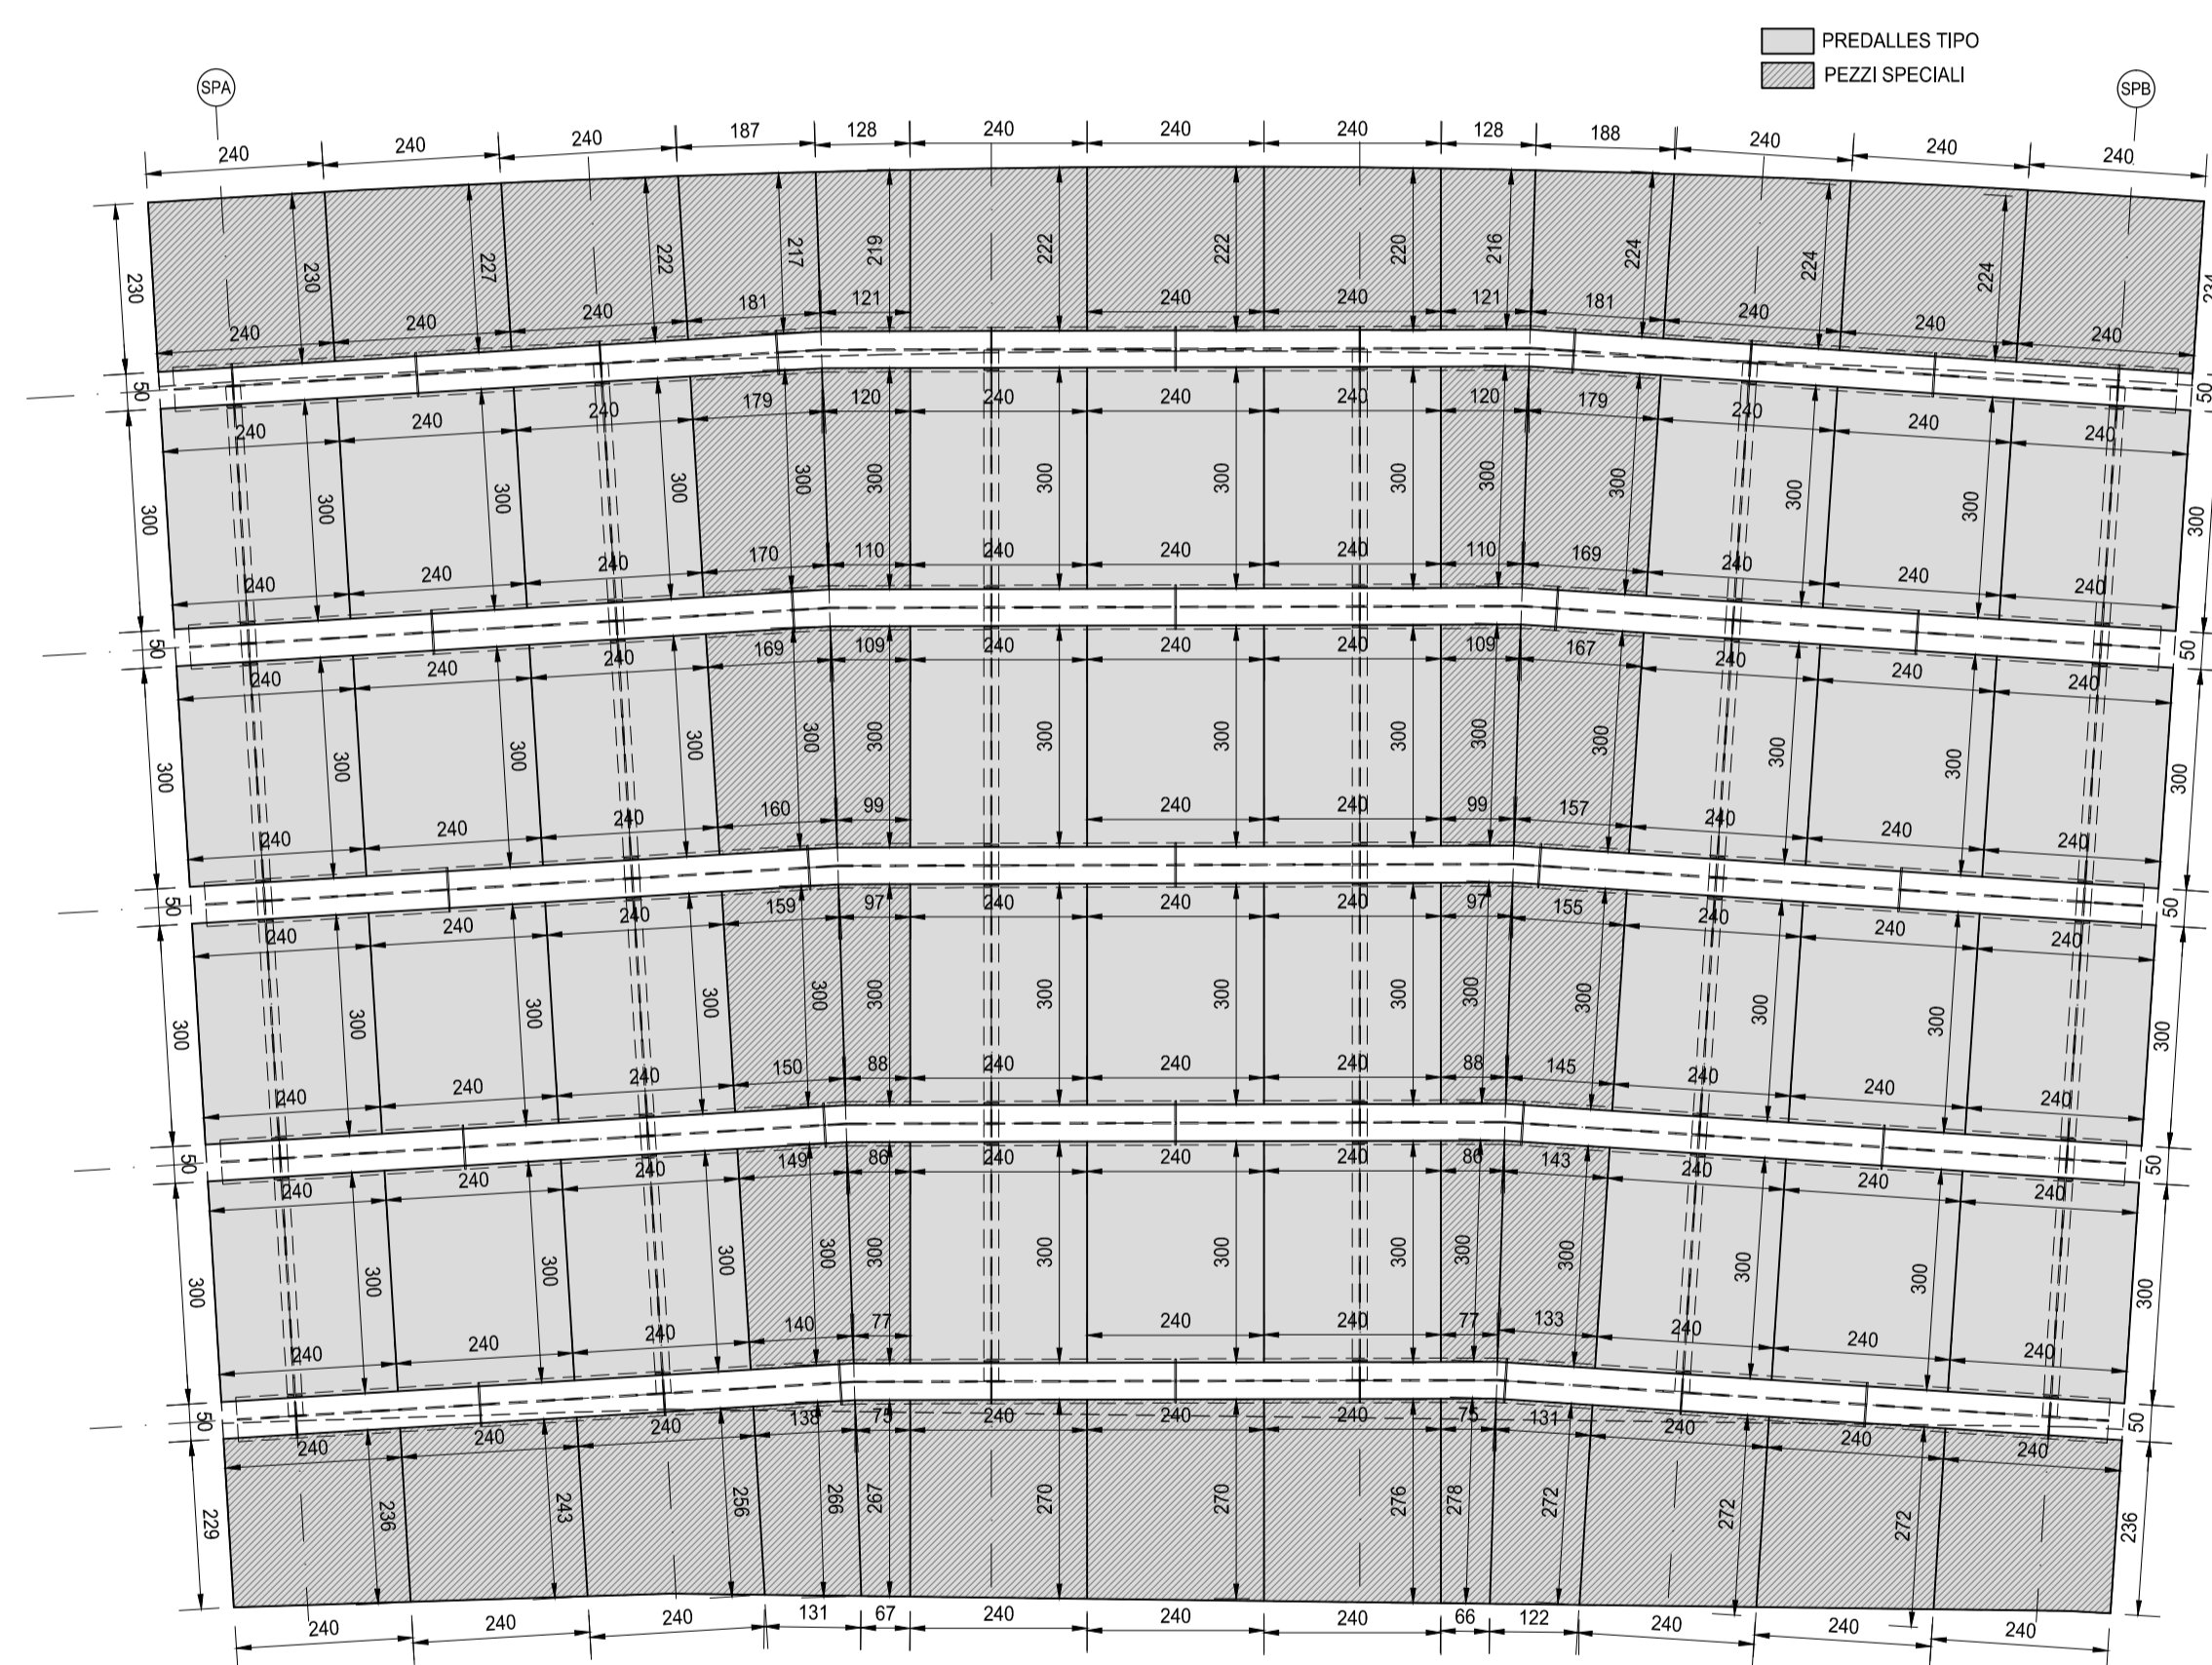 PREDALLES TIPO
PEZZI SPECIALI
SPA
SPB
240 240 240 187 128 240 240 240 128 188 240 240 240
230 230 227 222 217 219 222 222 220 216 224 224 224
240 240 240 181 121 240 240 121 181 240 240 240
50 50
240 240 240 179 120 240 240 240 120 179 240 240 240
300 300 300 300 300 300 300 300 300 300 300 300 300 300
240 240 240 170 110 240 240 240 110 169 240 240 240
50 50
240 240 240 169 109 240 240 240 109 167 240 240 240
300 300 300 300 300 300 300 300 300 300 300 300 300 300
240 240 240 160 99 240 240 99 157 240 240 240
50 50
240 240 240 159 97 240 240 240 97 155 240 240 240
300 300 300 300 300 300 300 300 300 300 300 300 300 300
240 240 240 150 88 240 240 240 88 145 240 240 240
50 50
240 240 240 149 86 240 240 240 86 143 240 240 240
300 300 300 300 300 300 300 300 300 300 300 300 300 300
240 240 240 140 77 240 240 77 133 240 240 240
50 50
240 240 240 138 75 240 240 240 75 131 240 240 240
229 236 243 256 266 267 270 270 276 278 272 272 272 236
240 240 240 131 67 240 240 240 66 122 240 240 240